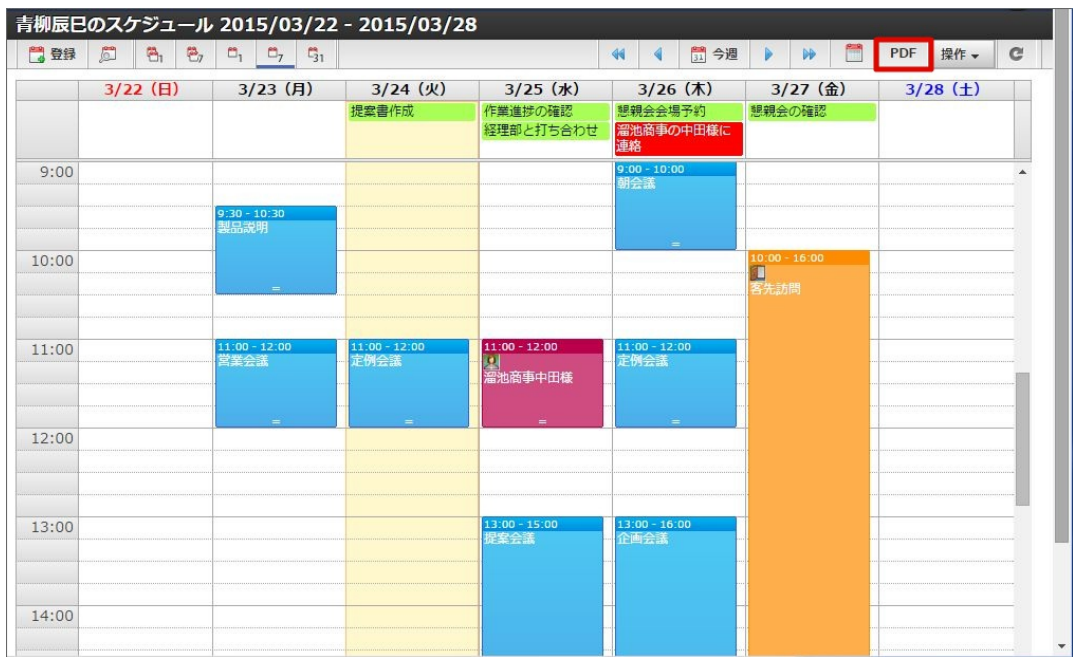 青柳辰巳のスケジュール 2015/03/22 - 2015/03/28
登録 1 7 1 7 31 31 今週 PDF 操作
3/22（日） 3/23（月） 3/24（火） 3/25（水） 3/26（木） 3/27（金） 3/28（土）
提案書作成 作業進捗の確認 懇親会会場予約 懇親会の確認
経理部と打ち合わせ 溜池商事の中田様に
連絡
9:00 9:00 - 10:00
朝会議
9:30 - 10:30
製品説明
10:00 10:00 - 16:00
客先訪問
11:00 11:00 - 12:00 11:00 - 12:00 11:00 - 12:00 11:00 - 12:00
営業会議 定例会議 定例会議
溜池商事中田様
12:00
13:00 13:00 - 15:00 13:00 - 16:00
提案会議 企画会議
14:00